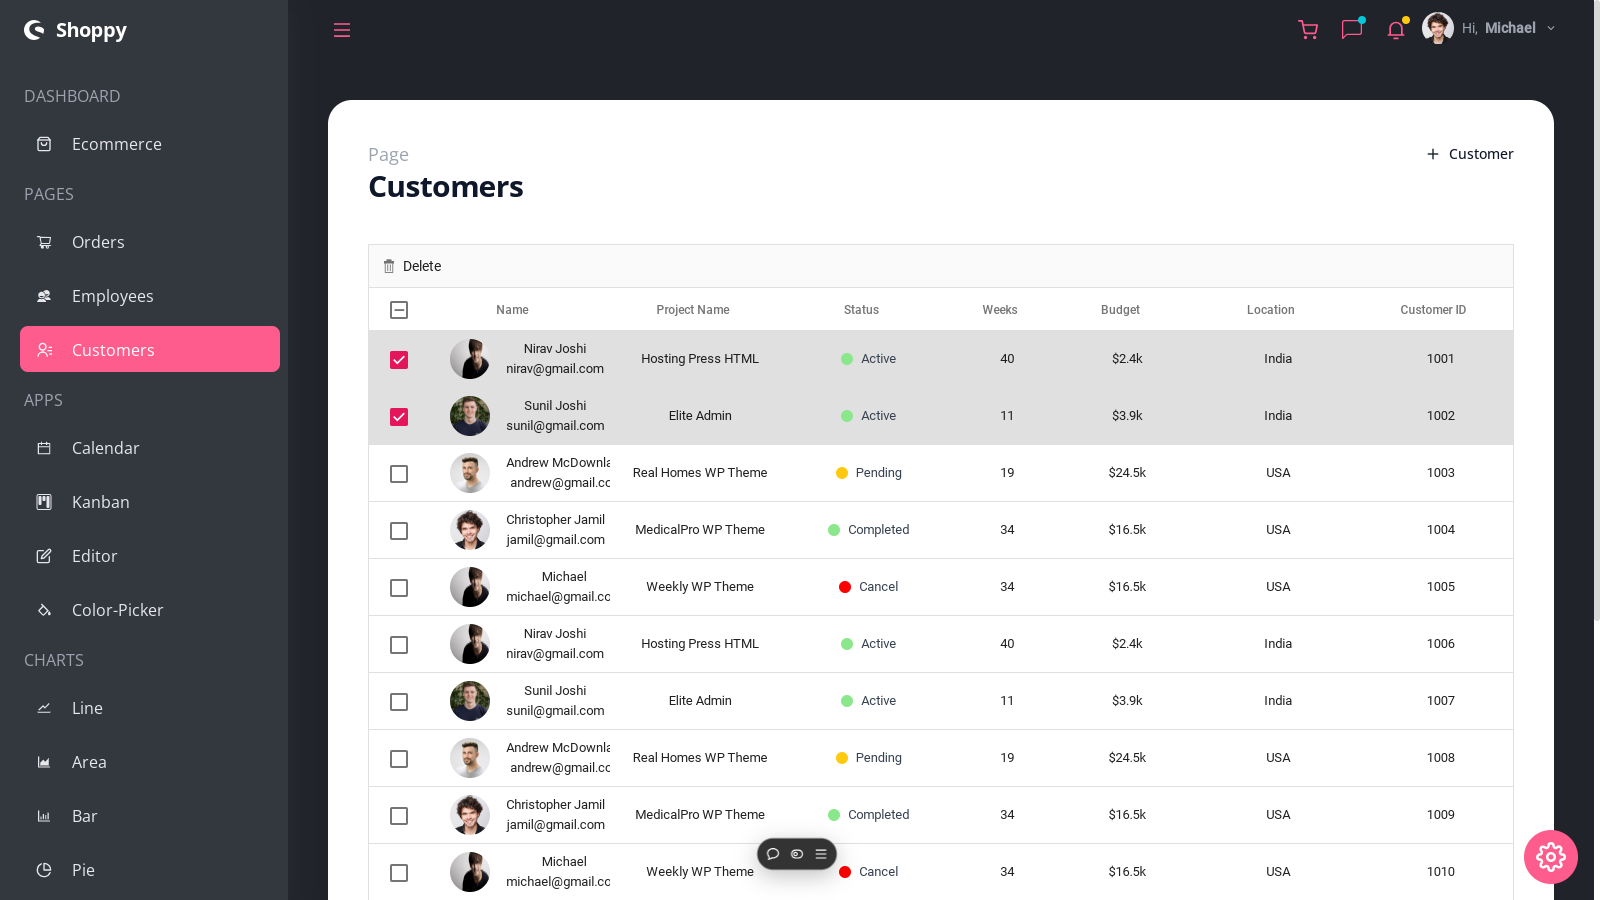 Shoppy
Hi, Michael
DASHBOARD
Ecommerce
PAGES
Orders
Employees
Customers
APPS
Calendar
Kanban
Editor
Color-Picker
CHARTS
Line
Area
Bar
Pie
Page
Customers
+ Customer
Delete
Name Project Name Status Weeks Budget Location Customer ID
Nirav Joshi
nirav@gmail.com Hosting Press HTML Active 40 $2.4k India 1001
Sunil Joshi
sunil@gmail.com Elite Admin Active 11 $3.9k India 1002
Andrew McDownla
andrew@gmail.co Real Homes WP Theme Pending 19 $24.5k USA 1003
Christopher Jamil
jamil@gmail.com MedicalPro WP Theme Completed 34 $16.5k USA 1004
Michael
michael@gmail.co Weekly WP Theme Cancel 34 $16.5k USA 1005
Nirav Joshi
nirav@gmail.com Hosting Press HTML Active 40 $2.4k India 1006
Sunil Joshi
sunil@gmail.com Elite Admin Active 11 $3.9k India 1007
Andrew McDownla
andrew@gmail.co Real Homes WP Theme Pending 19 $24.5k USA 1008
Christopher Jamil
jamil@gmail.com MedicalPro WP Theme Completed 34 $16.5k USA 1009
Michael
michael@gmail.co Weekly WP Theme Cancel 34 $16.5k USA 1010